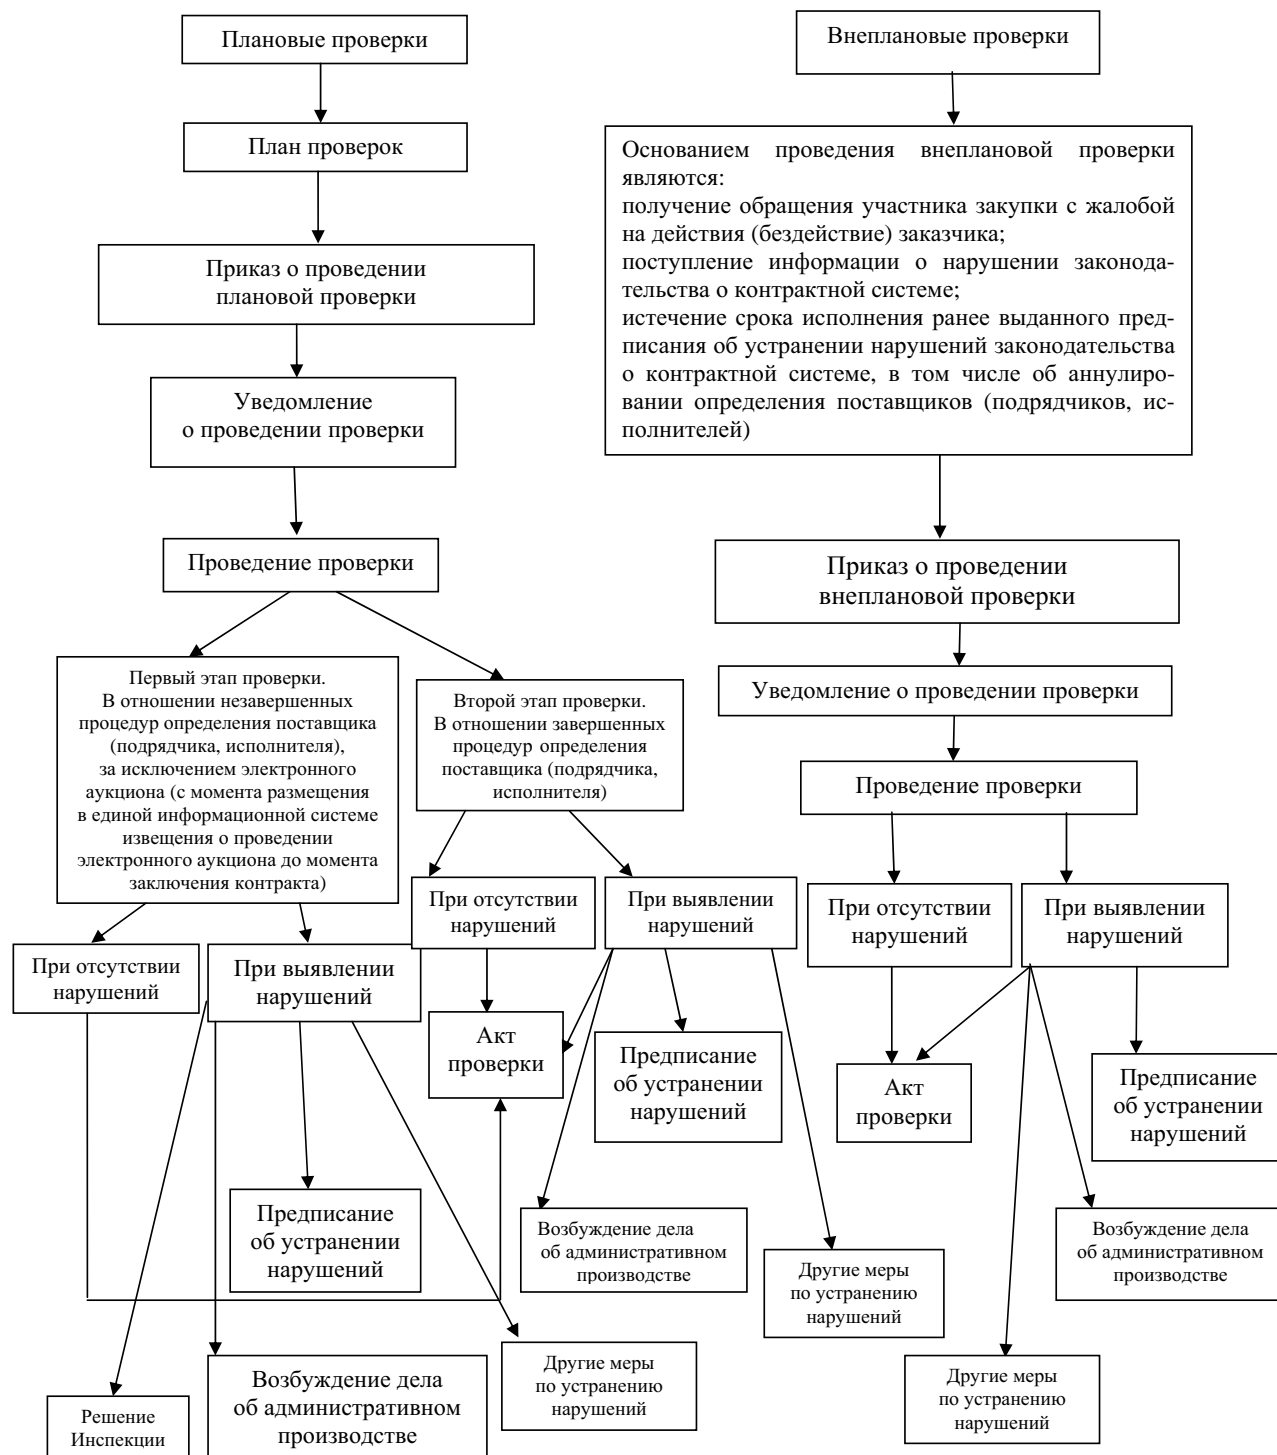 Плановые проверки
План проверок
Приказ о проведении
плановой проверки
Уведомление
о проведении проверки
Проведение проверки
Первый этап проверки.
В отношении незавершенных
процедур определения поставщика
(подрядчика, исполнителя),
за исключением электронного
аукциона (с момента размещения
в единой информационной системе
извещения о проведении
электронного аукциона до момента
заключения контракта)
Второй этап проверки.
В отношении завершенных
процедур определения
поставщика (подрядчика,
исполнителя)
При отсутствии
нарушений
При выявлении
нарушений
При отсутствии
нарушений
При выявлении
нарушений
Акт
проверки
Предписание
об устранении
нарушений
Предписание
об устранении
нарушений
Возбуждение дела
об административном
производстве
Другие меры
по устранению
нарушений
Решение
Инспекции
Возбуждение дела
об административном
производстве
Другие меры
по устранению
нарушений
Внеплановые проверки
Основанием проведения внеплановой проверки
являются:
получение обращения участника закупки с жалобой
на действия (бездействие) заказчика;
поступление информации о нарушении законода-
тельства о контрактной системе;
истечение срока исполнения ранее выданного пред-
писания об устранении нарушений законодательства
о контрактной системе, в том числе об аннулиро-
вании определения поставщиков (подрядчиков, ис-
полнителей)
Приказ о проведении
внеплановой проверки
Уведомление о проведении проверки
Проведение проверки
При отсутствии
нарушений
При выявлении
нарушений
Акт
проверки
Предписание
об устранении
нарушений
Возбуждение дела
об административном
производстве
Другие меры
по устранению
нарушений